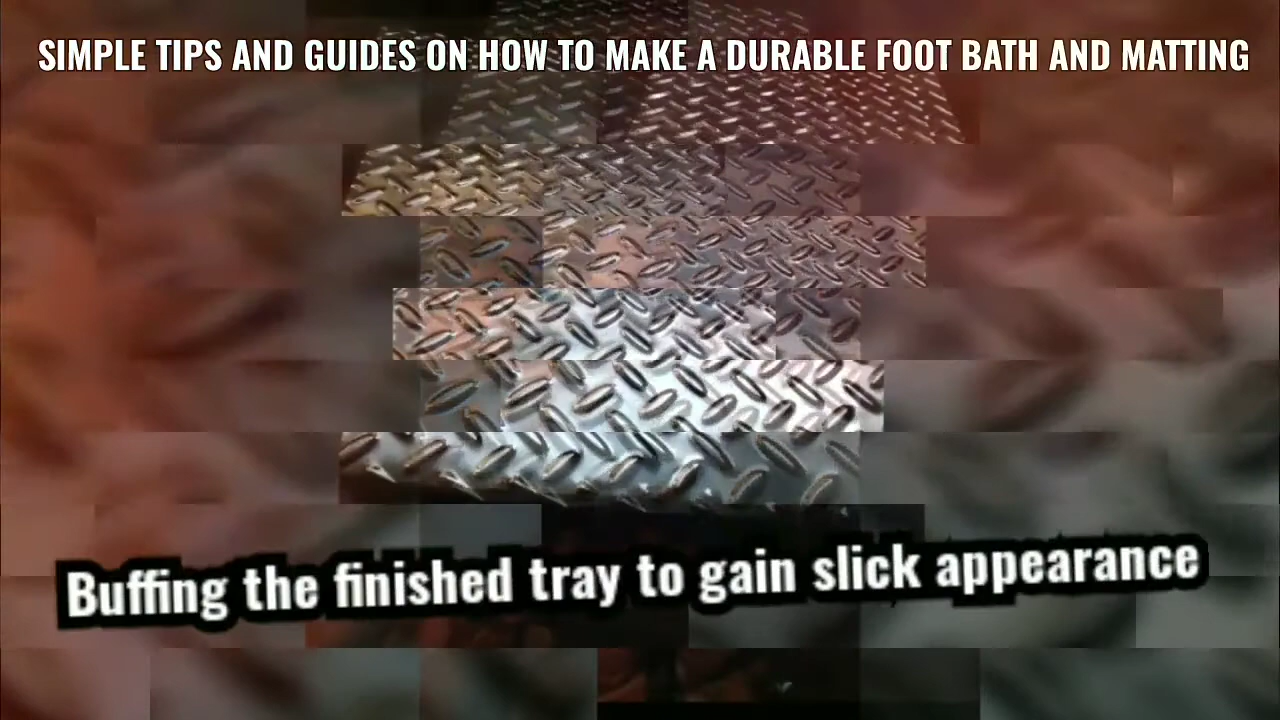 SIMPLE TIPS AND GUIDES ON HOW TO MAKE A DURABLE FOOT BATH AND MATTING
Buffing the finished tray to gain slick appearance